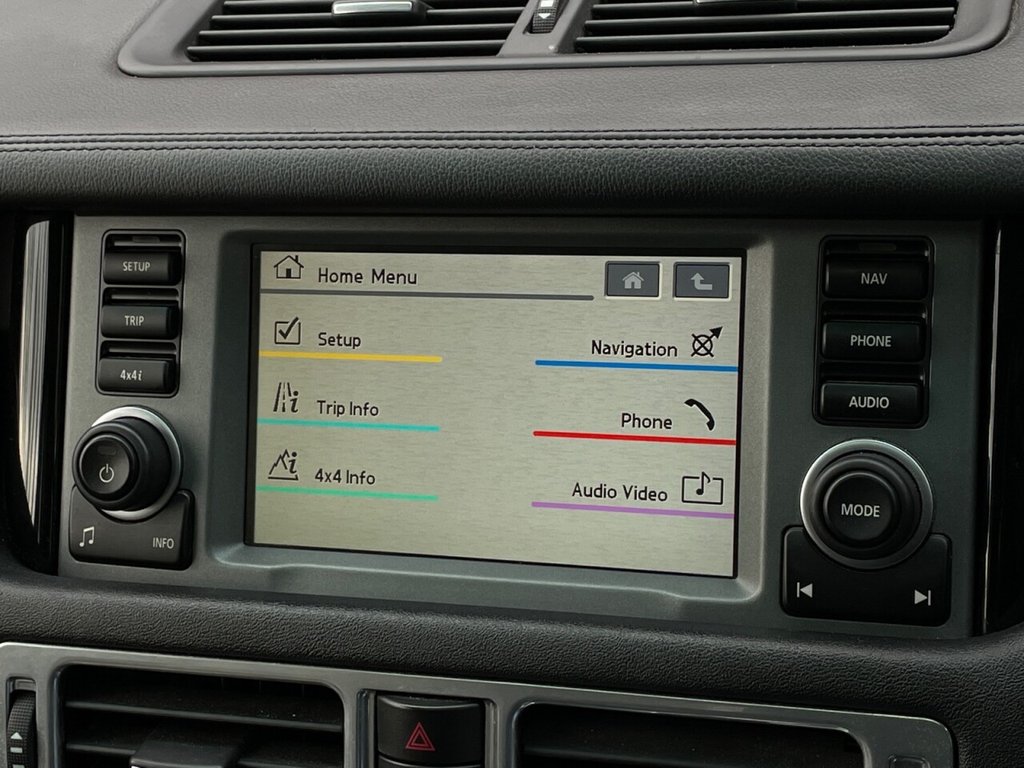 SETUP
TRIP
4x4i
INFO
Home Menu
Setup
Trip Info
4x4 Info
Navigation
Phone
Audio Video
NAV
PHONE
AUDIO
MODE